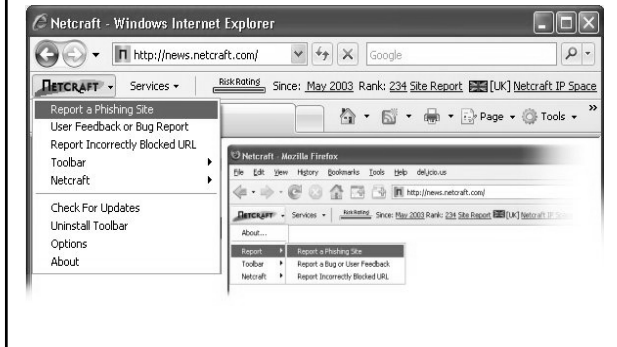 Netcraft - Windows Internet Explorer
http://news.netcraft.com/
Google
NETCRAFT Services Risk Rating Since: May 2003 Rank: 234 Site Report [UK] Netcraft IP Space
Page Tools »
Report a Phishing Site
User Feedback or Bug Report
Report Incorrectly Blocked URL
Toolbar
Netcraft
Check For Updates
Uninstall Toolbar
Options
About
Netcraft - Mozilla Firefox
File Edit View History Bookmarks Tools Help del.icio.us
http://news.netcraft.com/
NETCRAFT Services Risk Rating Since: May 2003 Rank: 234 Site Report [UK] Netcraft IP
About...
Report Report a Phishing Site
Toolbar Report a Bug or User Feedback
Netcraft Report Incorrectly Blocked URL